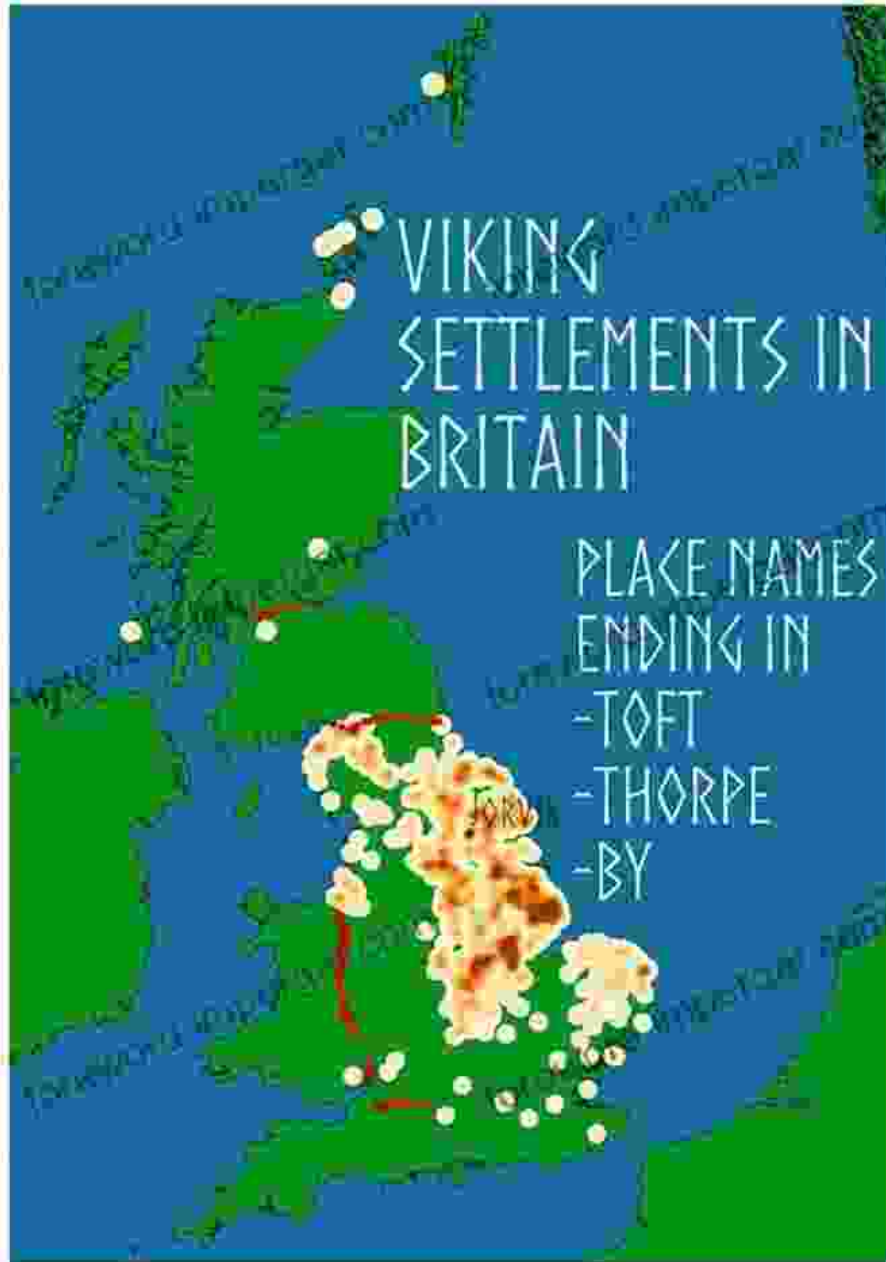 VIKING
SETTLEMENTS IN
BRITAIN
PLACE NAMES
ENDING IN
-TOFT
-THORPE
-BY